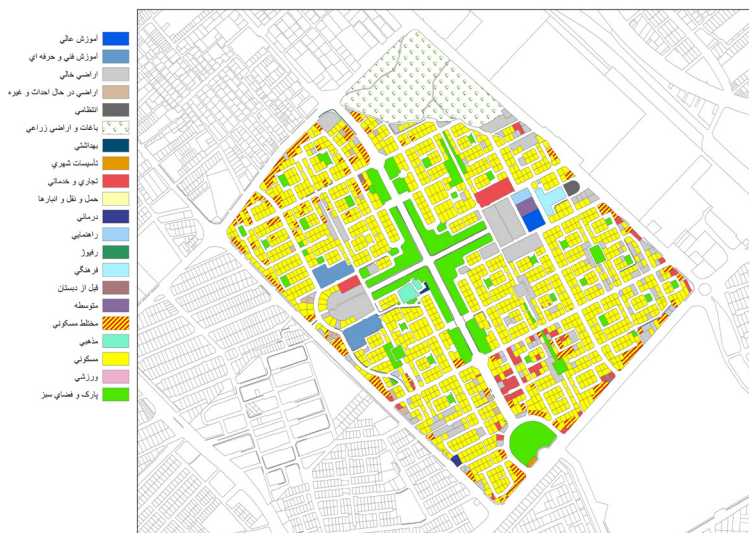 آموزش عالي
آموزش فني و حرفه اي
اراضي خالي
اراضي در حال احداث و غيره
انتظامي
باغات و اراضي زراعي
بهداشتي
تأسيسات شهري
تجاري و خدماتي
حمل و نقل و انبارها
درماني
راهنمايي
رفيوژ
فرهنگي
قبل از دبستان
متوسطه
مختلط مسكوني
مذهبي
مسكوني
ورزشي
پارك و فضاي سبز